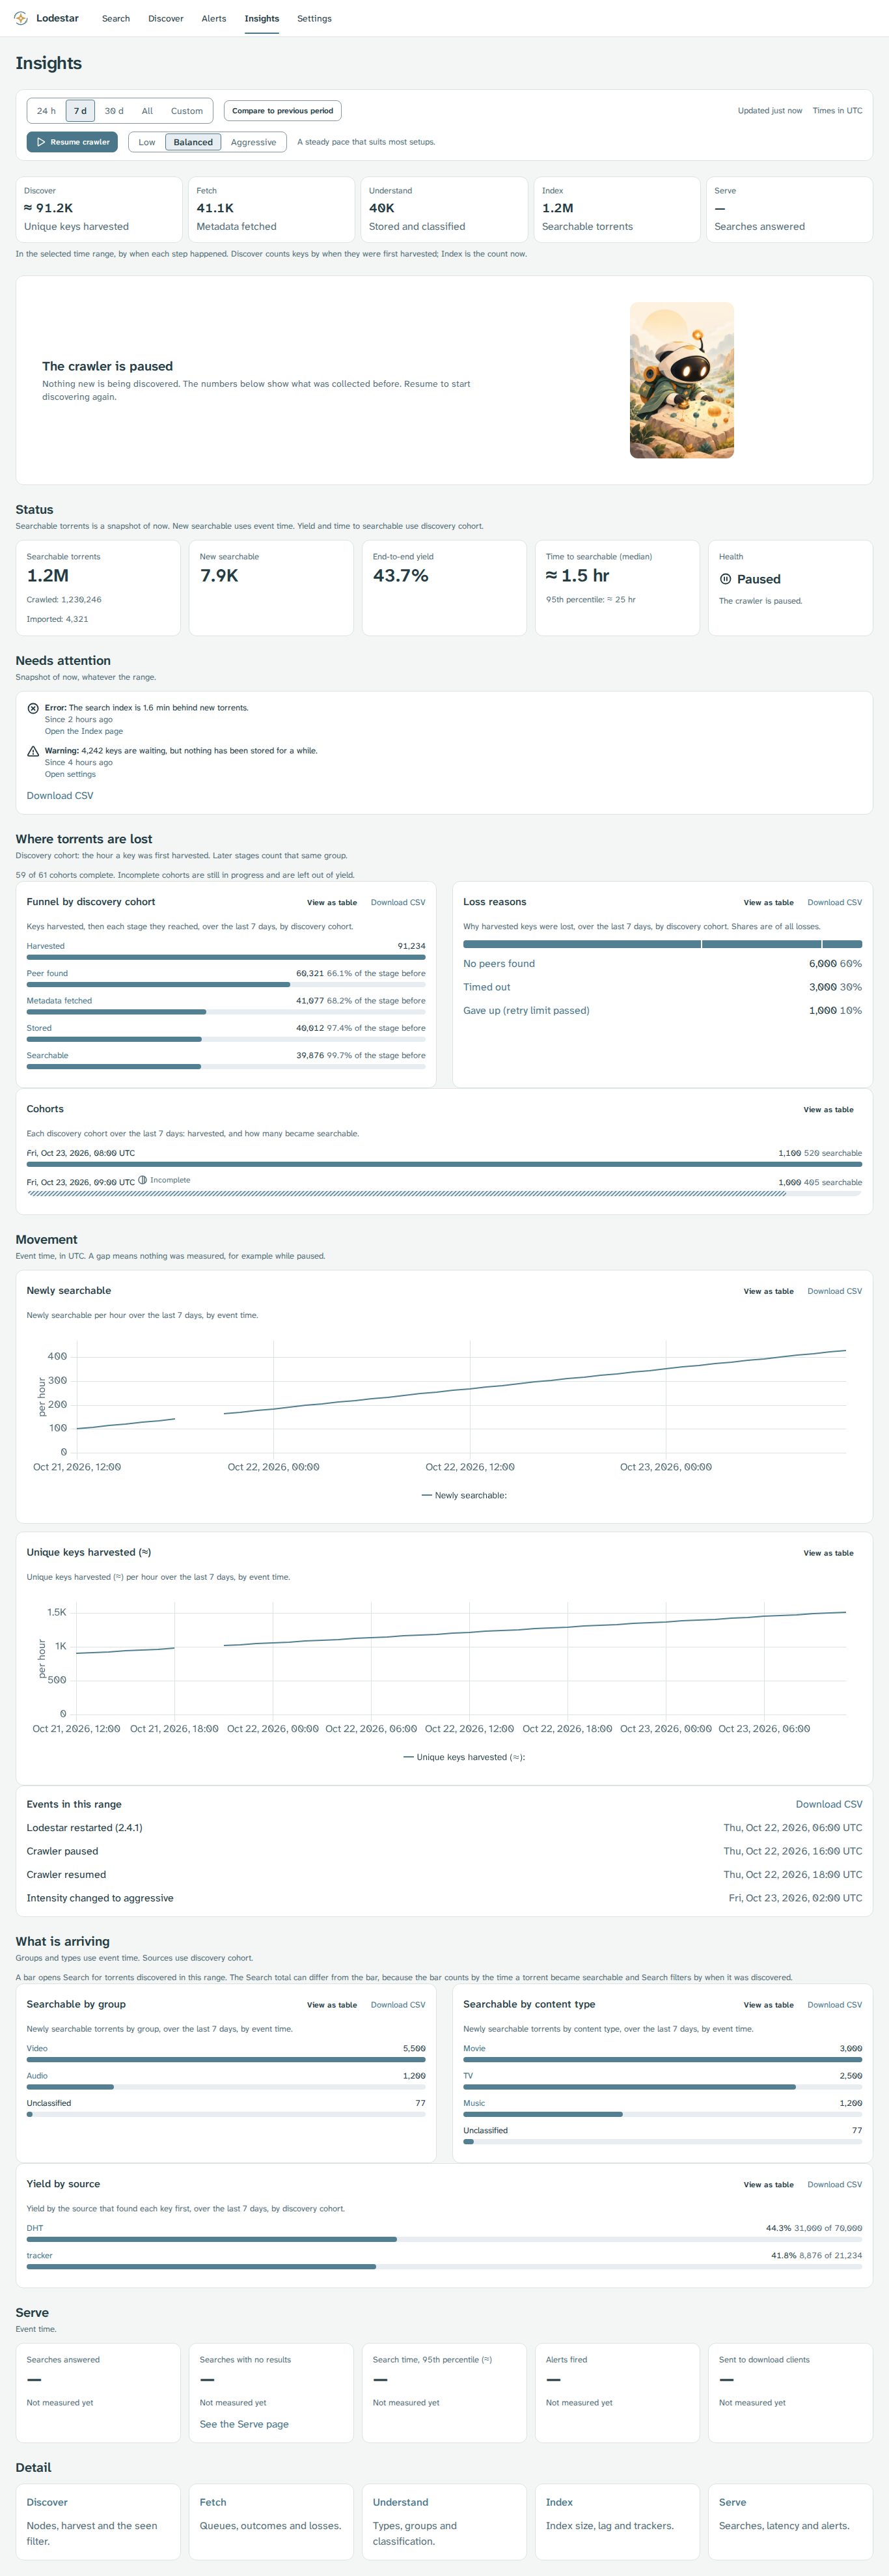 Lodestar Search Discover Alerts Insights Settings
Insights
24 h 7 d 30 d All Custom Compare to previous period Updated just now Times in UTC
Resume crawler Low Balanced Aggressive A steady pace that suits most setups.
Discover
≈ 91.2K
Unique keys harvested
Fetch
41.1K
Metadata fetched
Understand
40K
Stored and classified
Index
1.2M
Searchable torrents
Serve
—
Searches answered
In the selected time range, by when each step happened. Discover counts keys by when they were first harvested; Index is the count now.
The crawler is paused
Nothing new is being discovered. The numbers below show what was collected before. Resume to start
discovering again.
Status
Searchable torrents is a snapshot of now. New searchable uses event time. Yield and time to searchable use discovery cohort.
Searchable torrents
1.2M
Crawled: 1,230,246
Imported: 4,321
New searchable
7.9K
End-to-end yield
43.7%
Time to searchable (median)
≈ 1.5 hr
95th percentile: ≈ 25 hr
Health
Paused
The crawler is paused.
Needs attention
Snapshot of now, whatever the range.
Error: The search index is 1.6 min behind new torrents.
Since 2 hours ago
Open the Index page
Warning: 4,242 keys are waiting, but nothing has been stored for a while.
Since 4 hours ago
Open settings
Download CSV
Where torrents are lost
Discovery cohort: the hour a key was first harvested. Later stages count that same group.
59 of 61 cohorts complete. Incomplete cohorts are still in progress and are left out of yield.
Funnel by discovery cohort View as table Download CSV
Keys harvested, then each stage they reached, over the last 7 days, by discovery cohort.
Harvested 91,234
Peer found 60,321 66.1% of the stage before
Metadata fetched 41,077 68.2% of the stage before
Stored 40,012 97.4% of the stage before
Searchable 39,876 99.7% of the stage before
Loss reasons View as table Download CSV
Why harvested keys were lost, over the last 7 days, by discovery cohort. Shares are of all losses.
No peers found 6,000 60%
Timed out 3,000 30%
Gave up (retry limit passed) 1,000 10%
Cohorts View as table
Each discovery cohort over the last 7 days: harvested, and how many became searchable.
Fri, Oct 23, 2026, 08:00 UTC 1,100 520 searchable
Fri, Oct 23, 2026, 09:00 UTC Incomplete 1,000 405 searchable
Movement
Event time, in UTC. A gap means nothing was measured, for example while paused.
Newly searchable View as table Download CSV
Newly searchable per hour over the last 7 days, by event time.
per hour
400
300
200
100
0
Oct 21, 2026, 12:00 Oct 22, 2026, 00:00 Oct 22, 2026, 12:00 Oct 23, 2026, 00:00
Newly searchable:
Unique keys harvested (≈) View as table
Unique keys harvested (≈) per hour over the last 7 days, by event time.
per hour
1.5K
1K
500
0
Oct 21, 2026, 12:00 Oct 21, 2026, 18:00 Oct 22, 2026, 00:00 Oct 22, 2026, 06:00 Oct 22, 2026, 12:00 Oct 22, 2026, 18:00 Oct 23, 2026, 00:00 Oct 23, 2026, 06:00
Unique keys harvested (≈):
Events in this range Download CSV
Lodestar restarted (2.4.1) Thu, Oct 22, 2026, 06:00 UTC
Crawler paused Thu, Oct 22, 2026, 16:00 UTC
Crawler resumed Thu, Oct 22, 2026, 18:00 UTC
Intensity changed to aggressive Fri, Oct 23, 2026, 02:00 UTC
What is arriving
Groups and types use event time. Sources use discovery cohort.
A bar opens Search for torrents discovered in this range. The Search total can differ from the bar, because the bar counts by the time a torrent became searchable and Search filters by when it was discovered.
Searchable by group View as table Download CSV
Newly searchable torrents by group, over the last 7 days, by event time.
Video 5,500
Audio 1,200
Unclassified 77
Searchable by content type View as table Download CSV
Newly searchable torrents by content type, over the last 7 days, by event time.
Movie 3,000
TV 2,500
Music 1,200
Unclassified 77
Yield by source View as table Download CSV
Yield by the source that found each key first, over the last 7 days, by discovery cohort.
DHT 44.3% 31,000 of 70,000
tracker 41.8% 8,876 of 21,234
Serve
Event time.
Searches answered
—
Not measured yet
Searches with no results
—
Not measured yet
See the Serve page
Search time, 95th percentile (≈)
—
Not measured yet
Alerts fired
—
Not measured yet
Sent to download clients
—
Not measured yet
Detail
Discover
Nodes, harvest and the seen
filter.
Fetch
Queues, outcomes and losses.
Understand
Types, groups and
classification.
Index
Index size, lag and trackers.
Serve
Searches, latency and alerts.